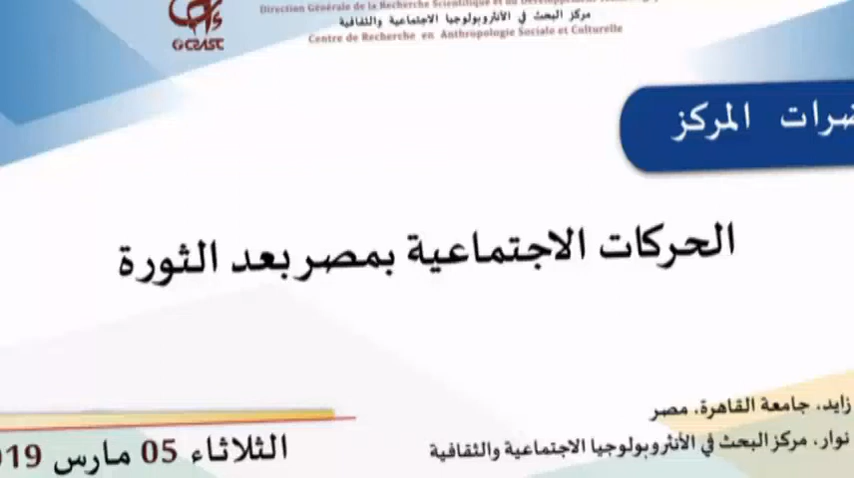 Direction Générale de la Recherche Scientifique et du Développement
مركز البحث في الأنثروبولوجيا الاجتماعية والثقافية
Centre de Recherche en Anthropologie Sociale et Culturelle
CRASC
المركز
الحركات الاجتماعية بمصر بعد الثورة
زايد، جامعة القاهرة، مصر
نوار، مركز البحث في الأنثروبولوجيا الاجتماعية والثقافية
الثلاثاء 05 مارس